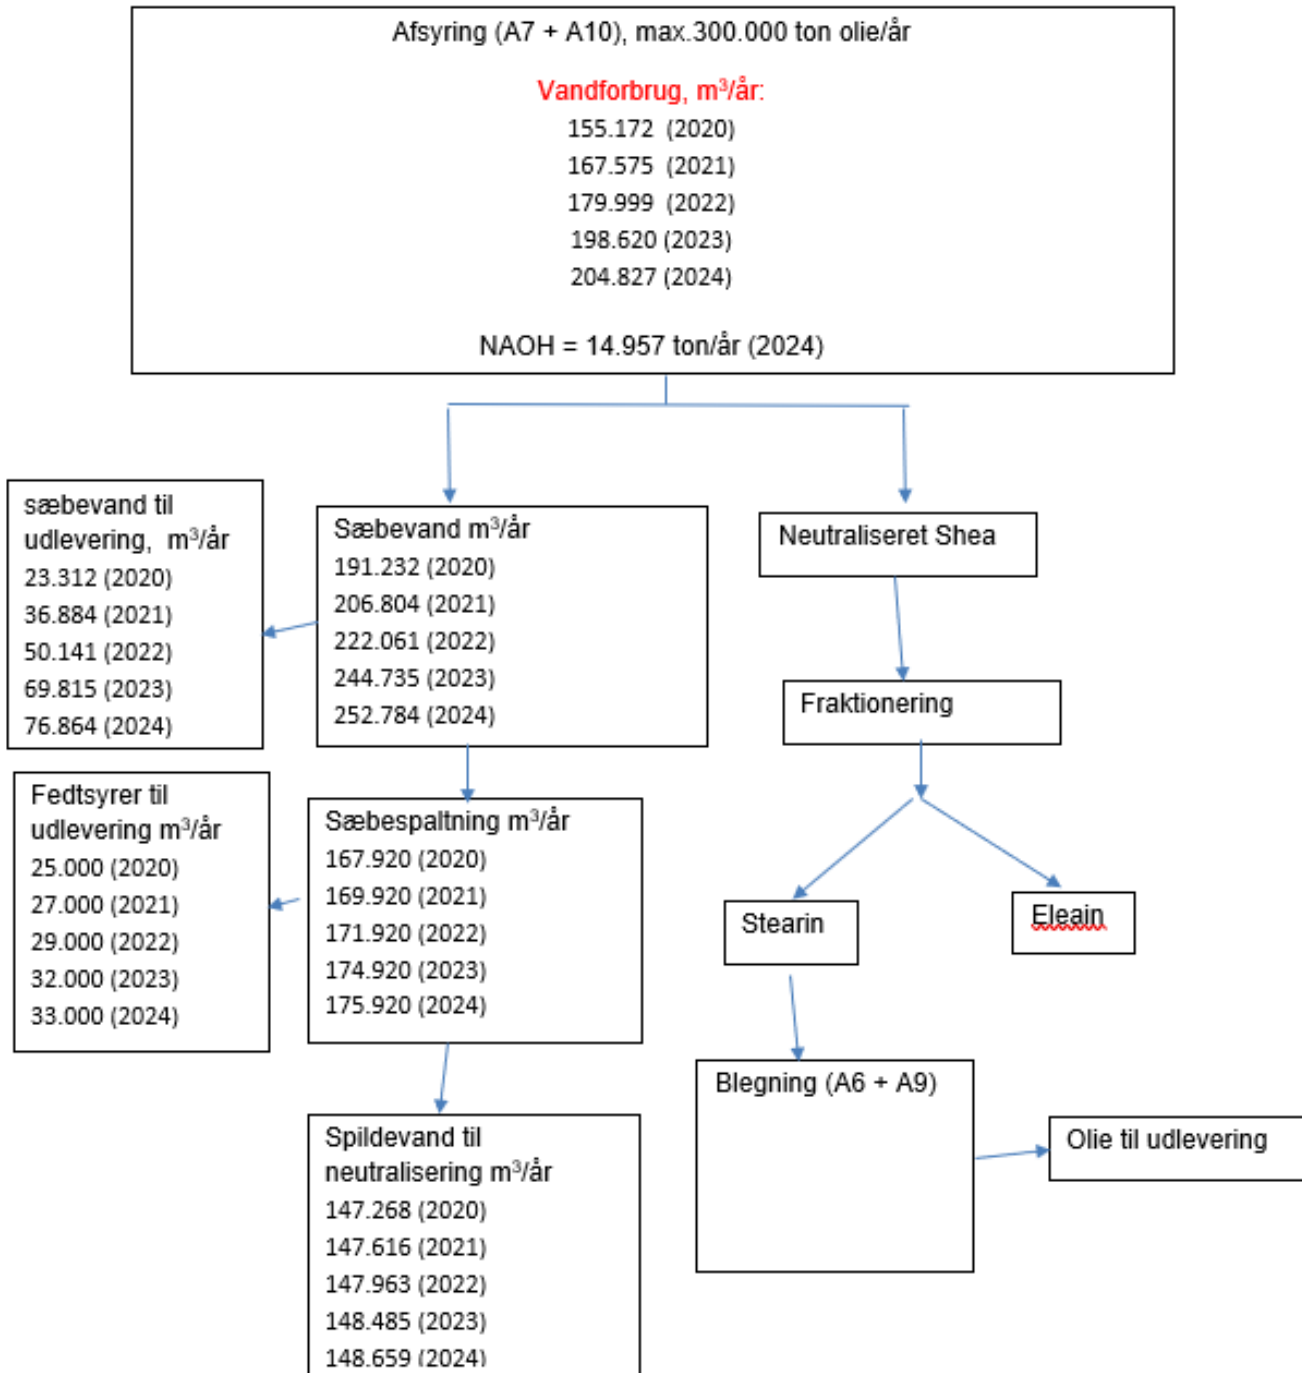 Afsyring (A7 + A10), max.300.000 ton olie/år
Vandforbrug, m³/år:
155.172 (2020)
167.575 (2021)
179.999 (2022)
198.620 (2023)
204.827 (2024)
NAOH = 14.957 ton/år (2024)
sæbevand til
udlevering, m³/år
23.312 (2020)
36.884 (2021)
50.141 (2022)
69.815 (2023)
76.864 (2024)
Sæbevand m³/år
191.232 (2020)
206.804 (2021)
222.061 (2022)
244.735 (2023)
252.784 (2024)
Neutraliseret Shea
Fraktionering
Fedtsyrer til
udlevering m³/år
25.000 (2020)
27.000 (2021)
29.000 (2022)
32.000 (2023)
33.000 (2024)
Sæbespaltning m³/år
167.920 (2020)
169.920 (2021)
171.920 (2022)
174.920 (2023)
175.920 (2024)
Stearin
Eleain
Blegning (A6 + A9)
Olie til udlevering
Spildevand til
neutralisering m³/år
147.268 (2020)
147.616 (2021)
147.963 (2022)
148.485 (2023)
148.659 (2024)